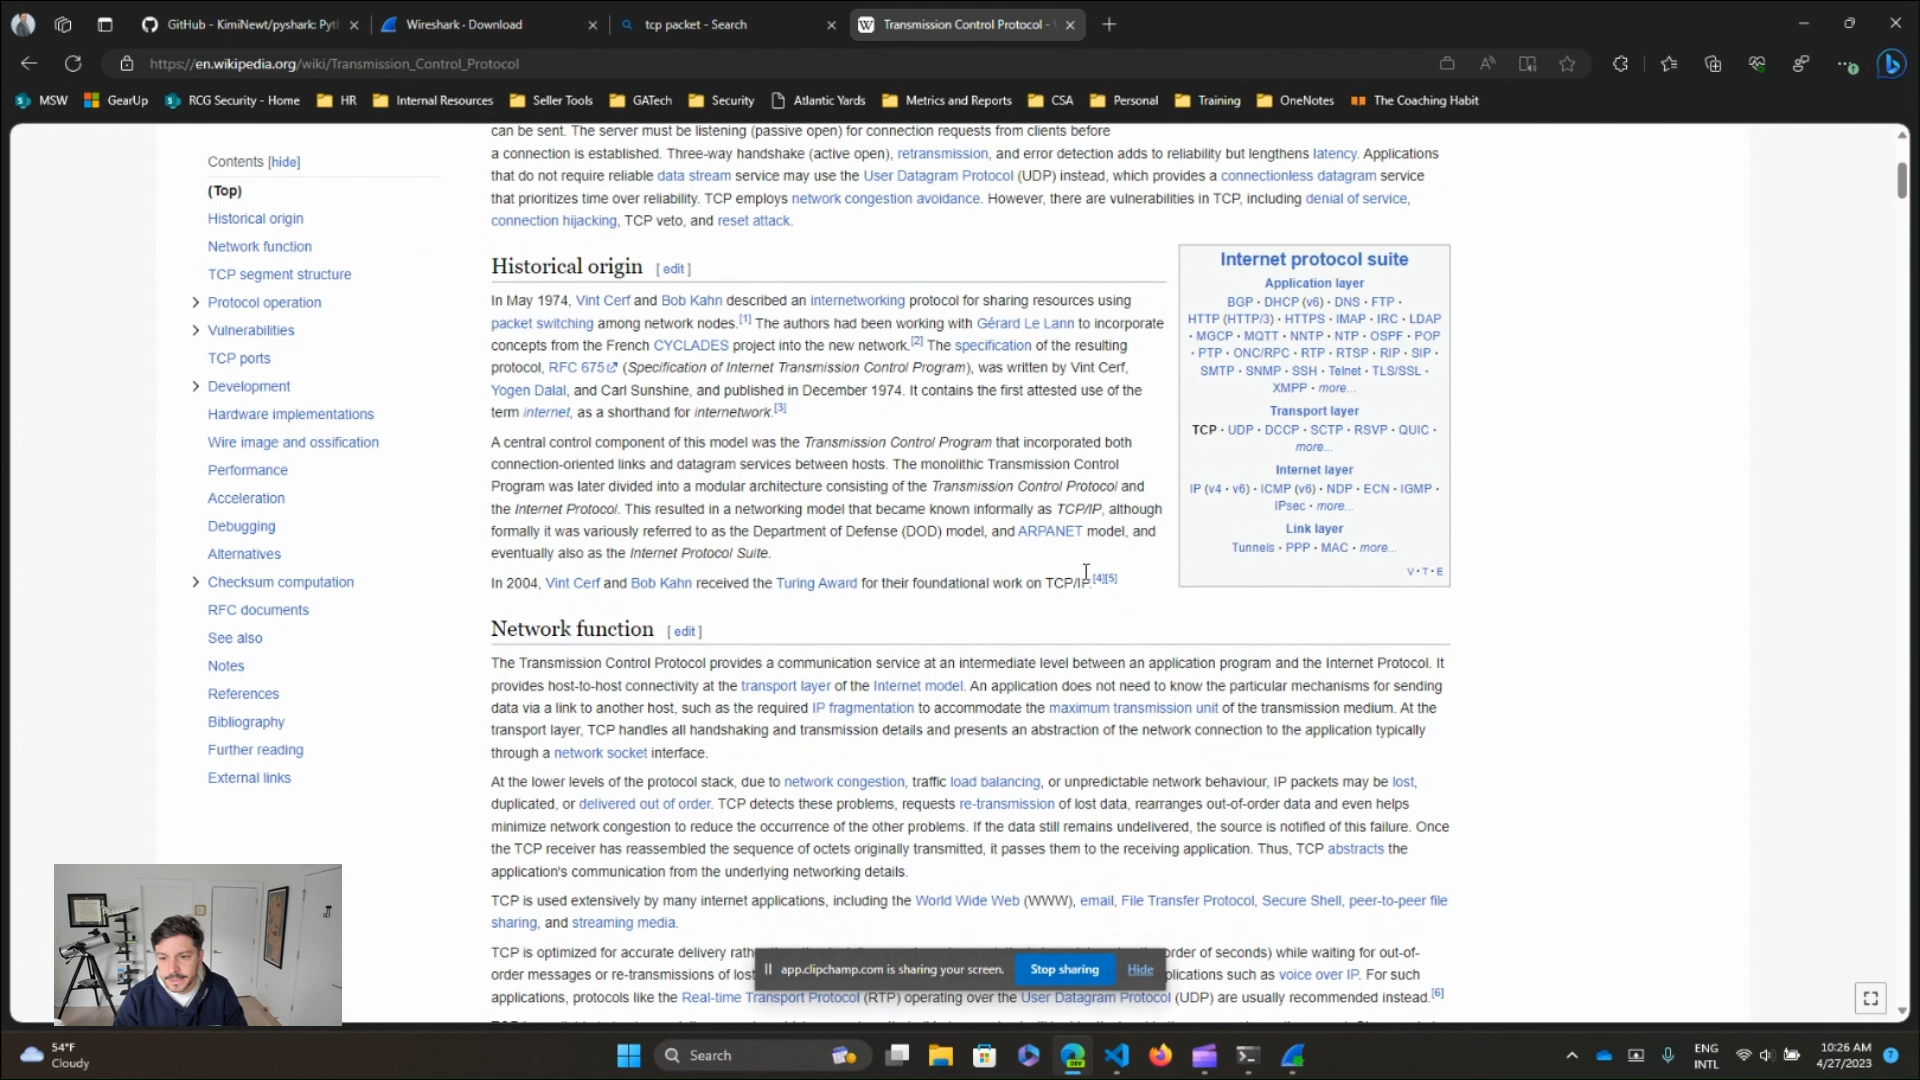 GitHub - KimiNewt/pyshark: Pyth
Wireshark · Download
tcp packet - Search
Transmission Control Protocol -
https://en.wikipedia.org/wiki/Transmission_Control_Protocol
MSW
GearUp
RCG Security - Home
HR
Internal Resources
Seller Tools
GATech
Security
Atlantic Yards
Metrics and Reports
CSA
Personal
Training
OneNotes
The Coaching Habit
Contents [hide]
(Top)
Historical origin
Network function
TCP segment structure
Protocol operation
Vulnerabilities
TCP ports
Development
Hardware implementations
Wire image and ossification
Performance
Acceleration
Debugging
Alternatives
Checksum computation
RFC documents
See also
Notes
References
Bibliography
Further reading
External links
can be sent. The server must be listening (passive open) for connection requests from clients before
a connection is established. Three-way handshake (active open), retransmission, and error detection adds to reliability but lengthens latency. Applications
that do not require reliable data stream service may use the User Datagram Protocol (UDP) instead, which provides a connectionless datagram service
that prioritizes time over reliability. TCP employs network congestion avoidance. However, there are vulnerabilities in TCP, including denial of service,
connection hijacking, TCP veto, and reset attack.
Historical origin [ edit ]
In May 1974, Vint Cerf and Bob Kahn described an internetworking protocol for sharing resources using
packet switching among network nodes.[1] The authors had been working with Gérard Le Lann to incorporate
concepts from the French CYCLADES project into the new network.[2] The specification of the resulting
protocol, RFC 675 (Specification of Internet Transmission Control Program), was written by Vint Cerf,
Yogen Dalal, and Carl Sunshine, and published in December 1974. It contains the first attested use of the
term internet, as a shorthand for internetwork.[3]
A central control component of this model was the Transmission Control Program that incorporated both
connection-oriented links and datagram services between hosts. The monolithic Transmission Control
Program was later divided into a modular architecture consisting of the Transmission Control Protocol and
the Internet Protocol. This resulted in a networking model that became known informally as TCP/IP, although
formally it was variously referred to as the Department of Defense (DOD) model, and ARPANET model, and
eventually also as the Internet Protocol Suite.
In 2004, Vint Cerf and Bob Kahn received the Turing Award for their foundational work on TCP/IP.[4][5]
Internet protocol suite
Application layer
BGP · DHCP (v6) · DNS · FTP ·
HTTP (HTTP/3) · HTTPS · IMAP · IRC · LDAP
· MGCP · MQTT · NNTP · NTP · OSPF · POP
· PTP · ONC/RPC · RTP · RTSP · RIP · SIP ·
SMTP · SNMP · SSH · Telnet · TLS/SSL ·
XMPP · more...
Transport layer
TCP · UDP · DCCP · SCTP · RSVP · QUIC ·
more...
Internet layer
IP (v4 · v6) · ICMP (v6) · NDP · ECN · IGMP ·
IPsec · more...
Link layer
Tunnels · PPP · MAC · more...
V · T · E
Network function [ edit ]
The Transmission Control Protocol provides a communication service at an intermediate level between an application program and the Internet Protocol. It
provides host-to-host connectivity at the transport layer of the Internet model. An application does not need to know the particular mechanisms for sending
data via a link to another host, such as the required IP fragmentation to accommodate the maximum transmission unit of the transmission medium. At the
transport layer, TCP handles all handshaking and transmission details and presents an abstraction of the network connection to the application typically
through a network socket interface.
At the lower levels of the protocol stack, due to network congestion, traffic load balancing, or unpredictable network behaviour, IP packets may be lost,
duplicated, or delivered out of order. TCP detects these problems, requests re-transmission of lost data, rearranges out-of-order data and even helps
minimize network congestion to reduce the occurrence of the other problems. If the data still remains undelivered, the source is notified of this failure. Once
the TCP receiver has reassembled the sequence of octets originally transmitted, it passes them to the receiving application. Thus, TCP abstracts the
application's communication from the underlying networking details.
TCP is used extensively by many internet applications, including the World Wide Web (WWW), email, File Transfer Protocol, Secure Shell, peer-to-peer file
sharing, and streaming media.
TCP is optimized for accurate delivery order of seconds) while waiting for out-of-
order messages or re-transmissions of lost plications such as voice over IP. For such
applications, protocols like the Real-time Transport Protocol (RTP) operating over the User Datagram Protocol (UDP) are usually recommended instead.[6]
app.clipchamp.com is sharing your screen.
Stop sharing
Hide
54°F
Cloudy
Search
ENG
INTL
10:26 AM
4/27/2023
7